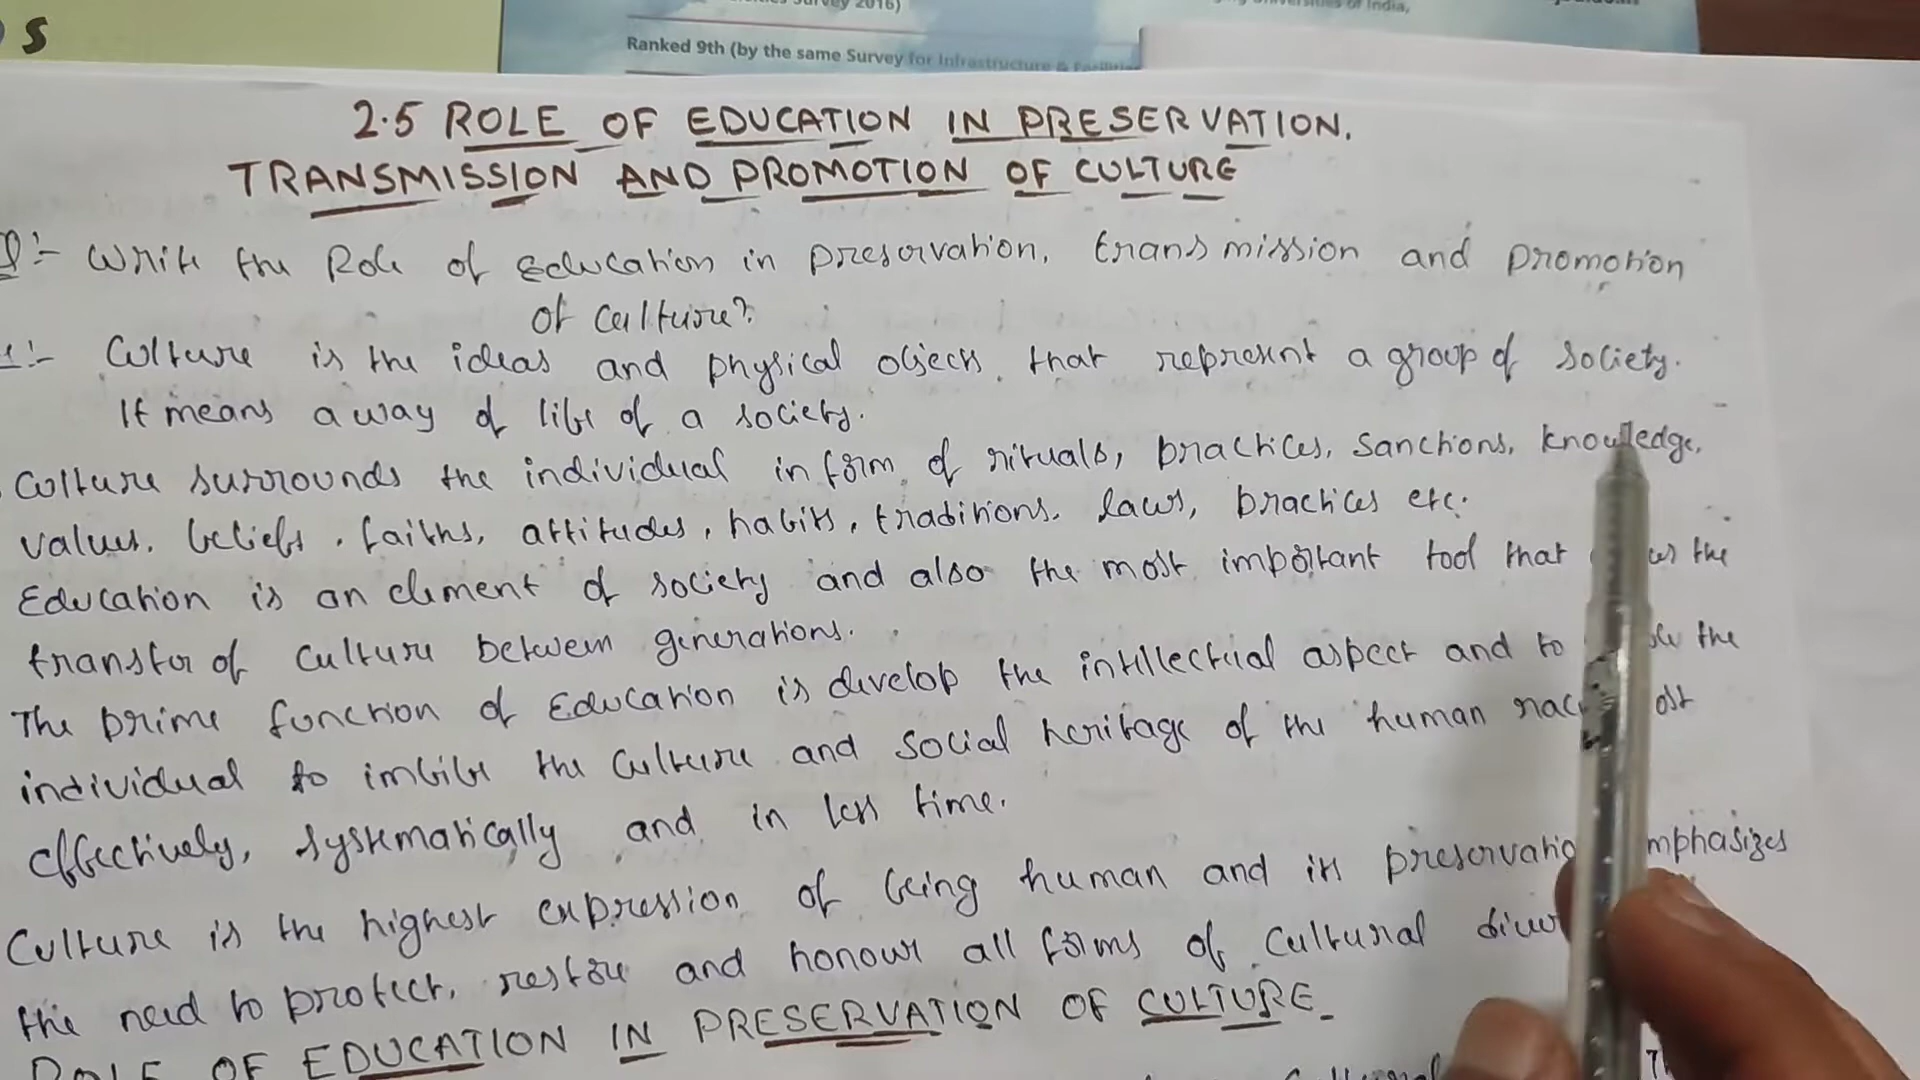 S
Survey 2016)
Universities of India,
Ranked 9th (by the same Survey for Infrastructure & Facilities
2.5 ROLE OF EDUCATION IN PRESERVATION,
TRANSMISSION AND PROMOTION OF CULTURE
Q:- Write the Role of Education in preservation, transmission and promotion
of Culture?
Culture is the ideas and physical objects that represent a group of society.
It means a way of life of a society.
Culture surrounds the individual in form of rituals, practices, sanctions, knowledge,
values, beliefs, faiths, attitudes, habits, traditions, laws, practices etc.
Education is an element of society and also the most important tool that the
transfer of culture between generations.
The prime function of Education is develop the intellectual aspect and to the
individual to imbibe the Culture and social heritage of the human
effectively, systematically and in less time.
Culture is the highest expression of being human and in preservation emphasizes
the need to protect, restore and honour all forms of cultural
ROLE OF EDUCATION IN PRESERVATION OF CULTURE